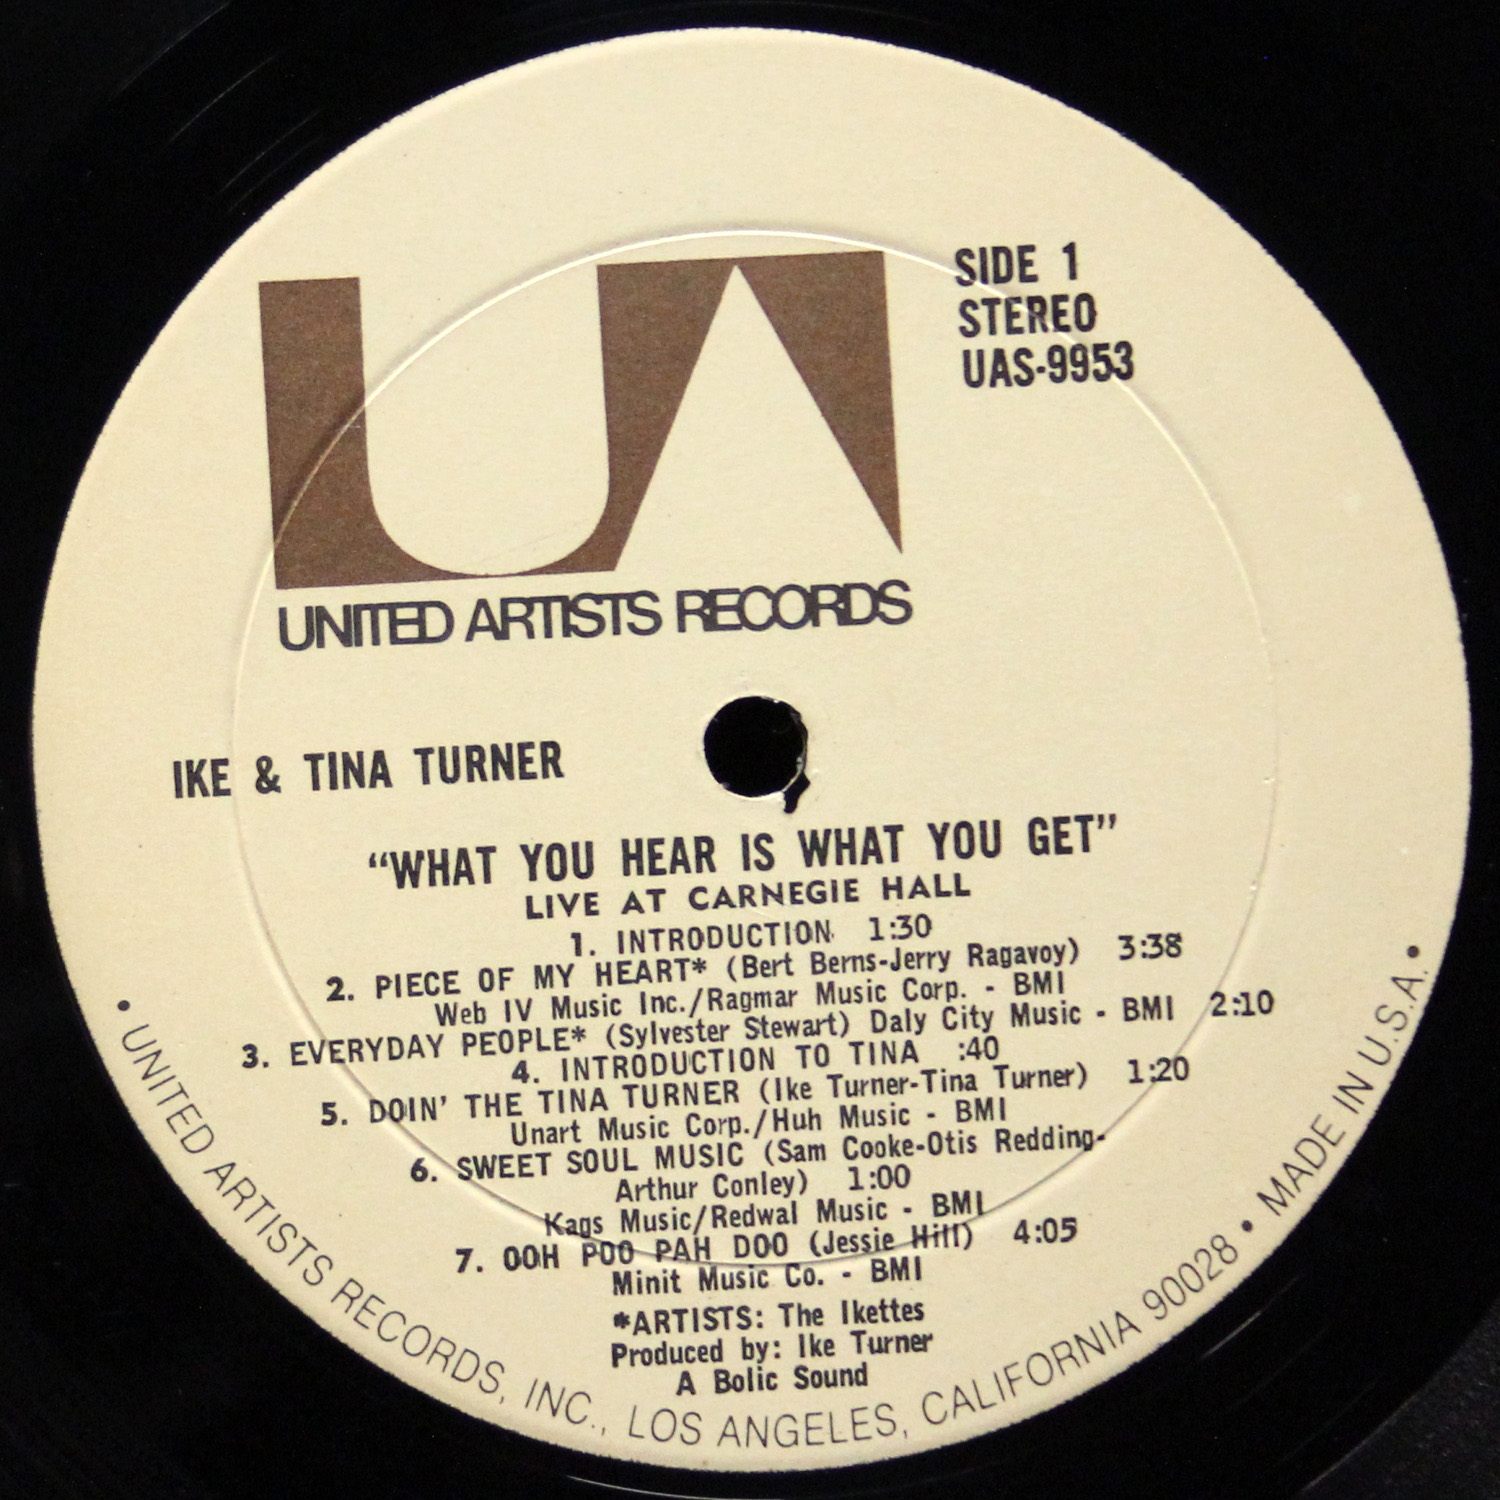 UA
UNITED ARTISTS RECORDS
SIDE 1
STEREO
UAS-9953
IKE & TINA TURNER
“WHAT YOU HEAR IS WHAT YOU GET”
LIVE AT CARNEGIE HALL
1. INTRODUCTION 1:30
2. PIECE OF MY HEART* (Bert Berns-Jerry Ragavoy) 3:38
Web IV Music Inc./Ragmar Music Corp. - BMI
3. EVERYDAY PEOPLE* (Sylvester Stewart) Daly City Music - BMI 2:10
4. INTRODUCTION TO TINA :40
5. DOIN’ THE TINA TURNER (Ike Turner-Tina Turner) 1:20
Unart Music Corp./Huh Music - BMI
6. SWEET SOUL MUSIC (Sam Cooke-Otis Redding-
Arthur Conley) 1:00
Kags Music/Redwal Music - BMI
7. OOH POO PAH DOO (Jessie Hill) 4:05
Minit Music Co. - BMI
*ARTISTS: The Ikettes
Produced by: Ike Turner
A Bolic Sound
• UNITED ARTISTS RECORDS, INC., LOS ANGELES, CALIFORNIA 90028 • MADE IN U.S.A. •